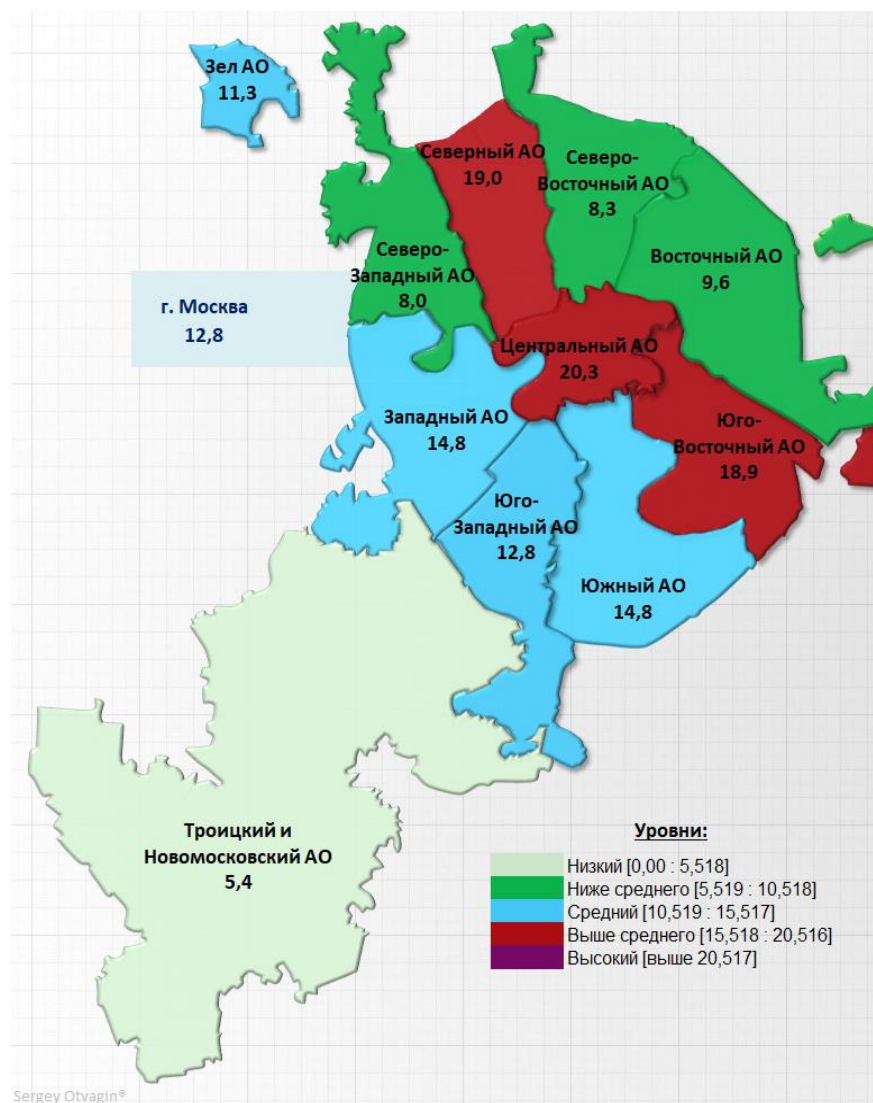 Зел АО
11,3
Северный АО
19,0
Северо-
Восточный АО
8,3
Северо-
Западный АО
8,0
Восточный АО
9,6
г. Москва
12,8
Центральный АО
20,3
Западный АО
14,8
Юго-
Восточный АО
18,9
Юго-
Западный АО
12,8
Южный АО
14,8
Троицкий и
Новомосковский АО
5,4
Уровни:
Низкий [0,00 : 5,518]
Ниже среднего [5,519 : 10,518]
Средний [10,519 : 15,517]
Выше среднего [15,518 : 20,516]
Высокий [выше 20,517]
Sergey Otvagin®